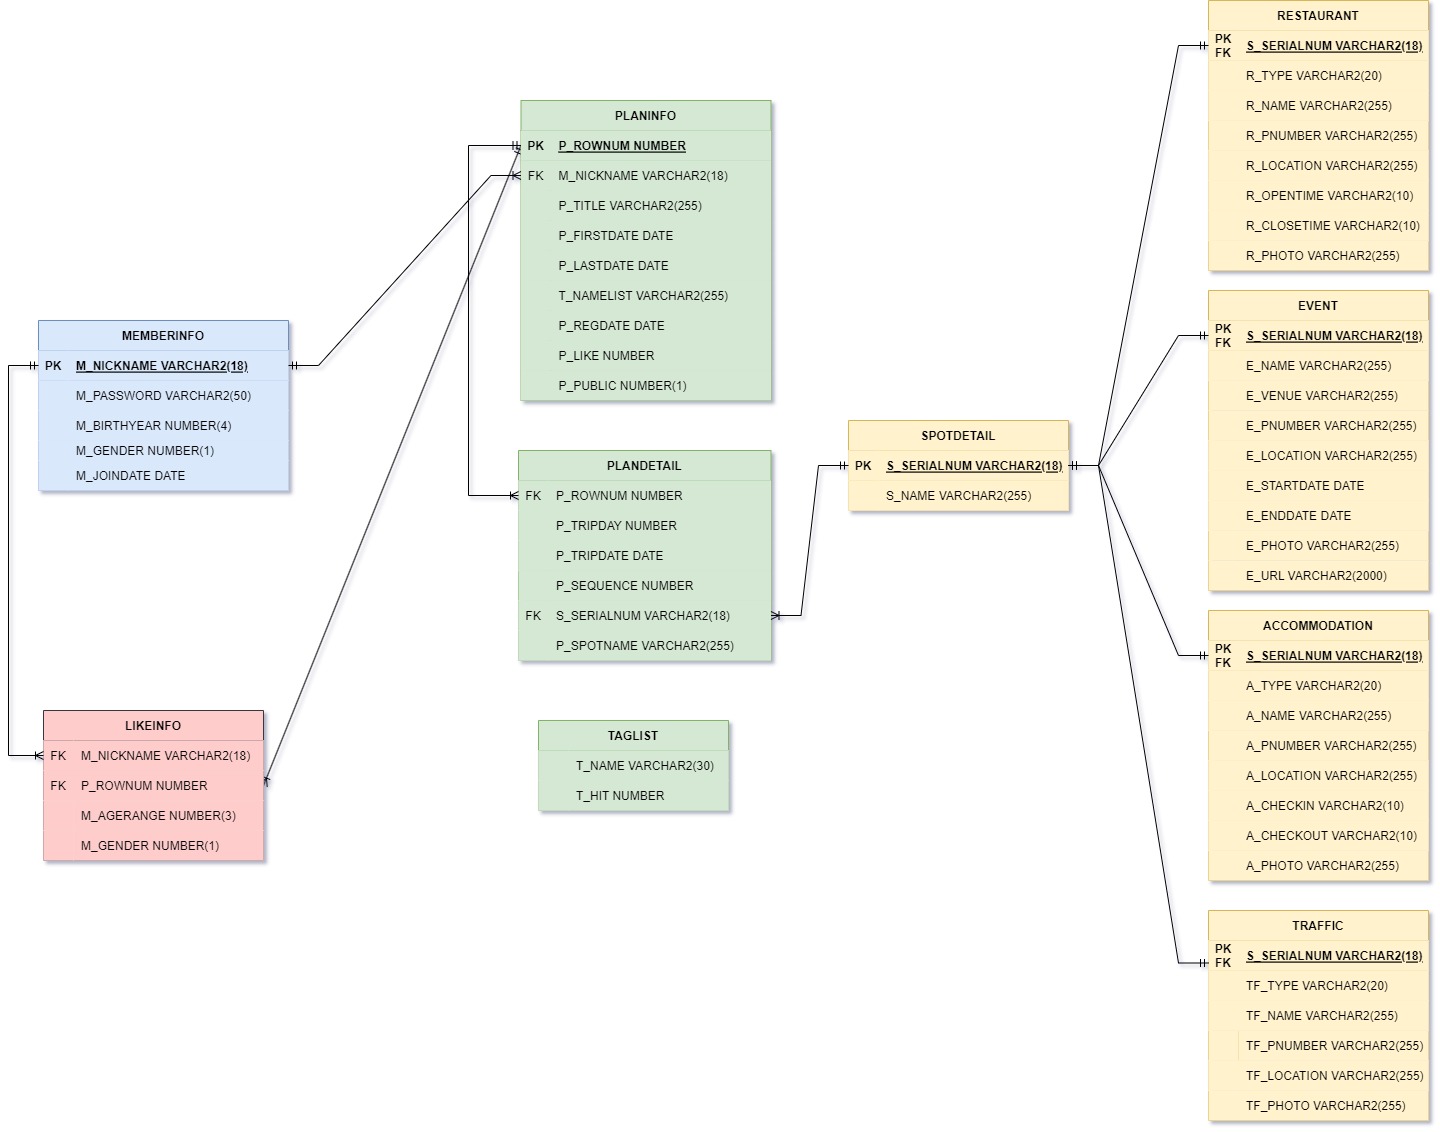 MEMBERINFO
PK M_NICKNAME VARCHAR2(18)
M_PASSWORD VARCHAR2(50)
M_BIRTHYEAR NUMBER(4)
M_GENDER NUMBER(1)
M_JOINDATE DATE
LIKEINFO
FK M_NICKNAME VARCHAR2(18)
FK P_ROWNUM NUMBER
M_AGERANGE NUMBER(3)
M_GENDER NUMBER(1)
PLANINFO
PK P_ROWNUM NUMBER
FK M_NICKNAME VARCHAR2(18)
P_TITLE VARCHAR2(255)
P_FIRSTDATE DATE
P_LASTDATE DATE
T_NAMELIST VARCHAR2(255)
P_REGDATE DATE
P_LIKE NUMBER
P_PUBLIC NUMBER(1)
PLANDETAIL
FK P_ROWNUM NUMBER
P_TRIPDAY NUMBER
P_TRIPDATE DATE
P_SEQUENCE NUMBER
FK S_SERIALNUM VARCHAR2(18)
P_SPOTNAME VARCHAR2(255)
TAGLIST
T_NAME VARCHAR2(30)
T_HIT NUMBER
SPOTDETAIL
PK S_SERIALNUM VARCHAR2(18)
S_NAME VARCHAR2(255)
RESTAURANT
PK
FK S_SERIALNUM VARCHAR2(18)
R_TYPE VARCHAR2(20)
R_NAME VARCHAR2(255)
R_PNUMBER VARCHAR2(255)
R_LOCATION VARCHAR2(255)
R_OPENTIME VARCHAR2(10)
R_CLOSETIME VARCHAR2(10)
R_PHOTO VARCHAR2(255)
EVENT
PK
FK S_SERIALNUM VARCHAR2(18)
E_NAME VARCHAR2(255)
E_VENUE VARCHAR2(255)
E_PNUMBER VARCHAR2(255)
E_LOCATION VARCHAR2(255)
E_STARTDATE DATE
E_ENDDATE DATE
E_PHOTO VARCHAR2(255)
E_URL VARCHAR2(2000)
ACCOMMODATION
PK
FK S_SERIALNUM VARCHAR2(18)
A_TYPE VARCHAR2(20)
A_NAME VARCHAR2(255)
A_PNUMBER VARCHAR2(255)
A_LOCATION VARCHAR2(255)
A_CHECKIN VARCHAR2(10)
A_CHECKOUT VARCHAR2(10)
A_PHOTO VARCHAR2(255)
TRAFFIC
PK
FK S_SERIALNUM VARCHAR2(18)
TF_TYPE VARCHAR2(20)
TF_NAME VARCHAR2(255)
TF_PNUMBER VARCHAR2(255)
TF_LOCATION VARCHAR2(255)
TF_PHOTO VARCHAR2(255)